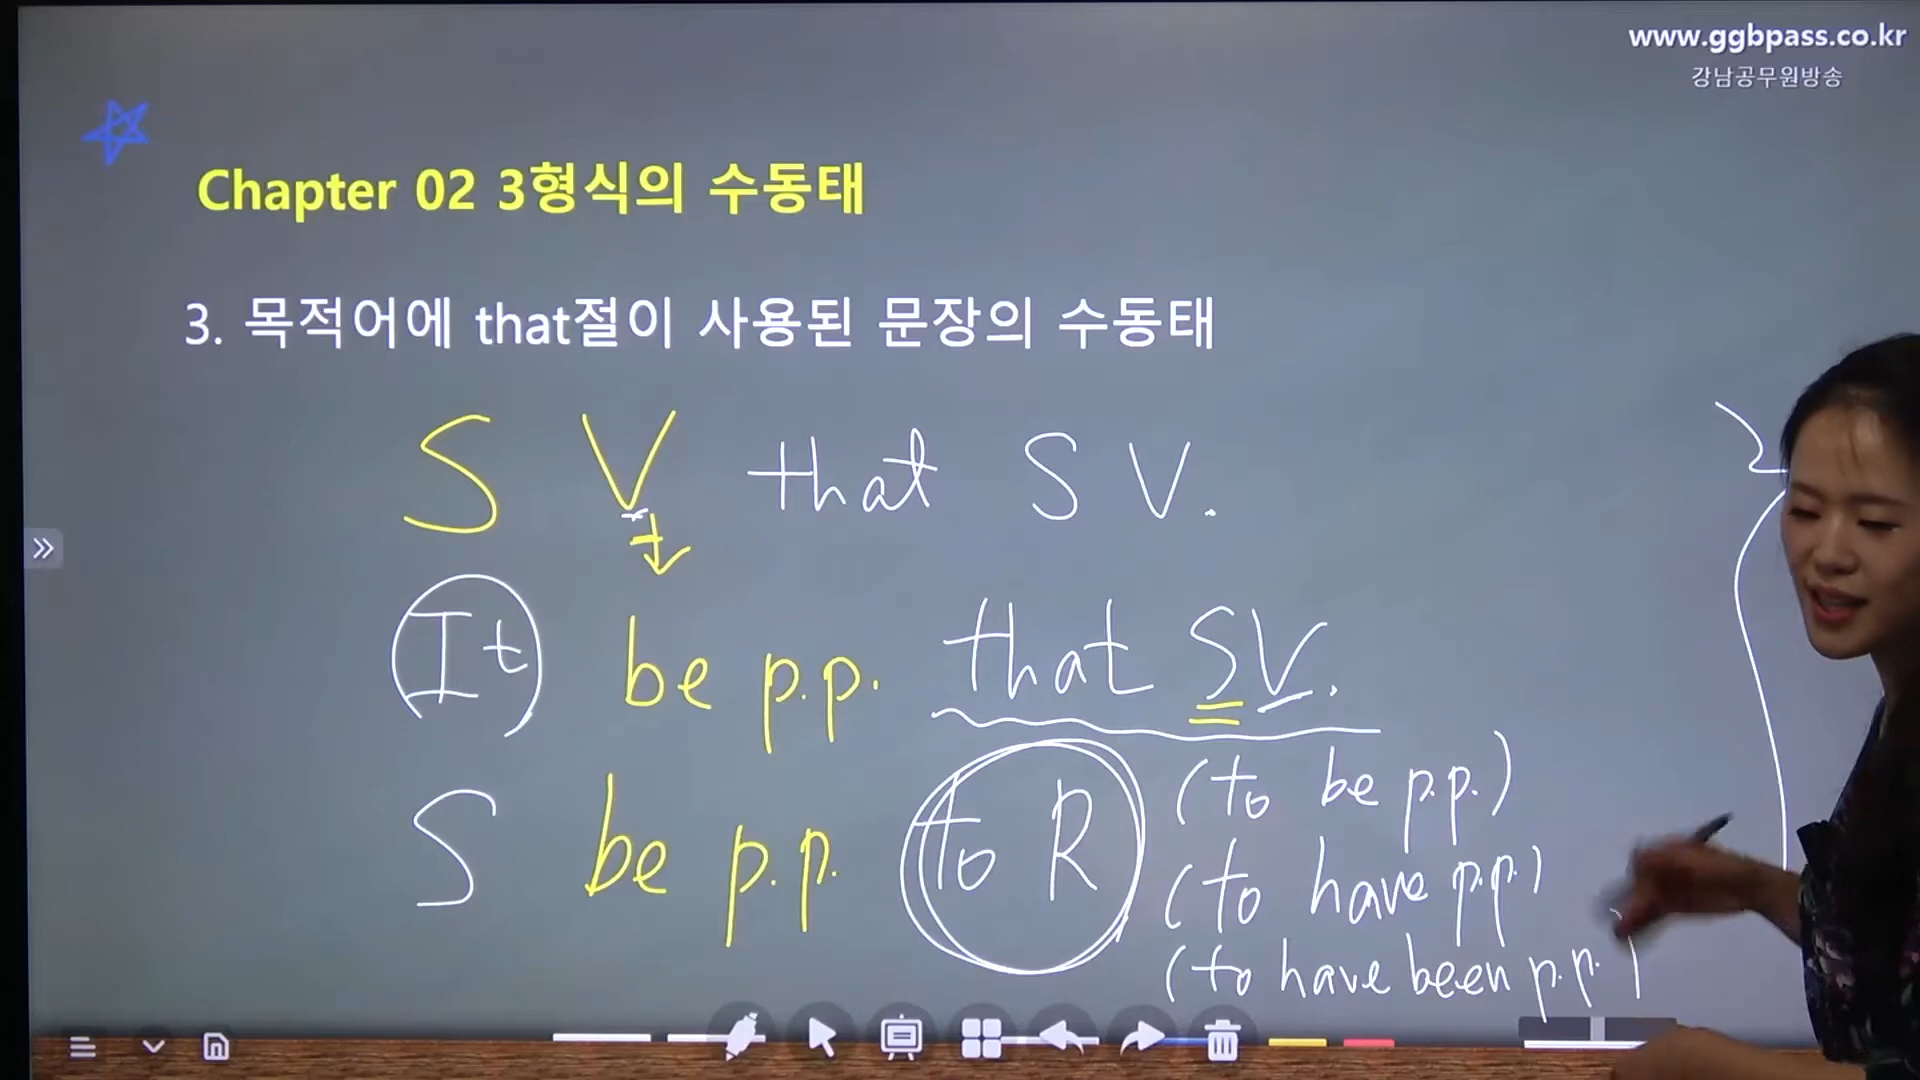 www.ggbpass.co.kr
강남공무원방송
Chapter 02 3형식의 수동태
3. 목적어에 that절이 사용된 문장의 수동태
S V that S V.
It be p.p. that SV.
S be p.p. to R (to be p.p.)
(to have p.p.)
(to have been p.p.)